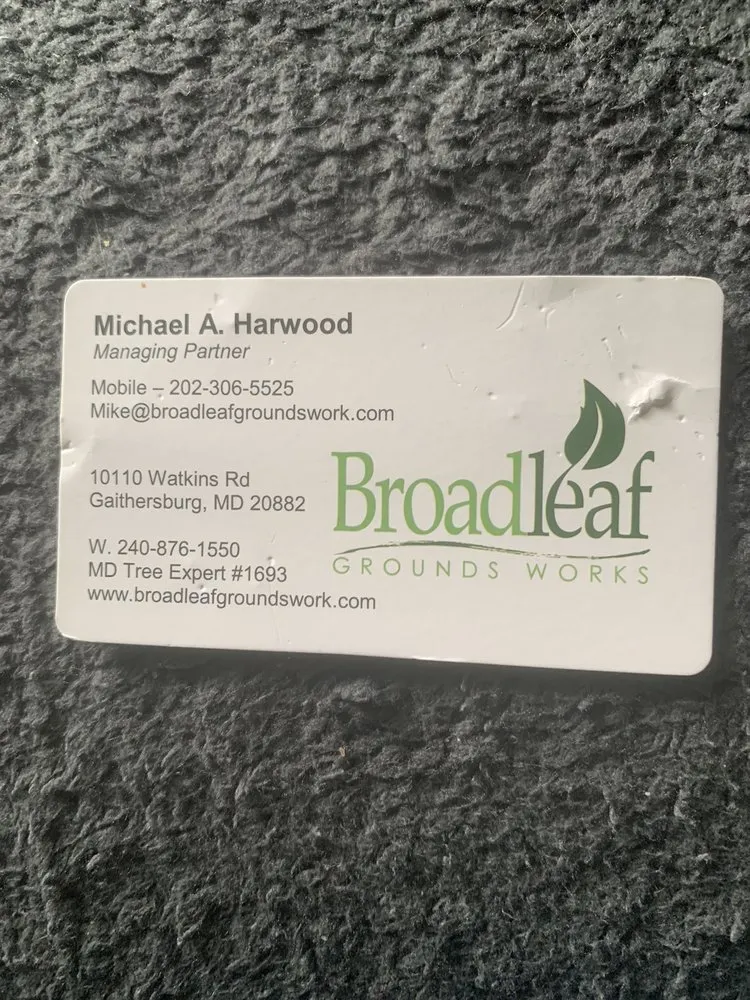 Michael A. Harwood
Managing Partner
Mobile – 202-306-5525
Mike@broadleafgroundswork.com
10110 Watkins Rd
Gaithersburg, MD 20882
W. 240-876-1550
MD Tree Expert #1693
www.broadleafgroundswork.com
Broadleaf
GROUNDS WORKS